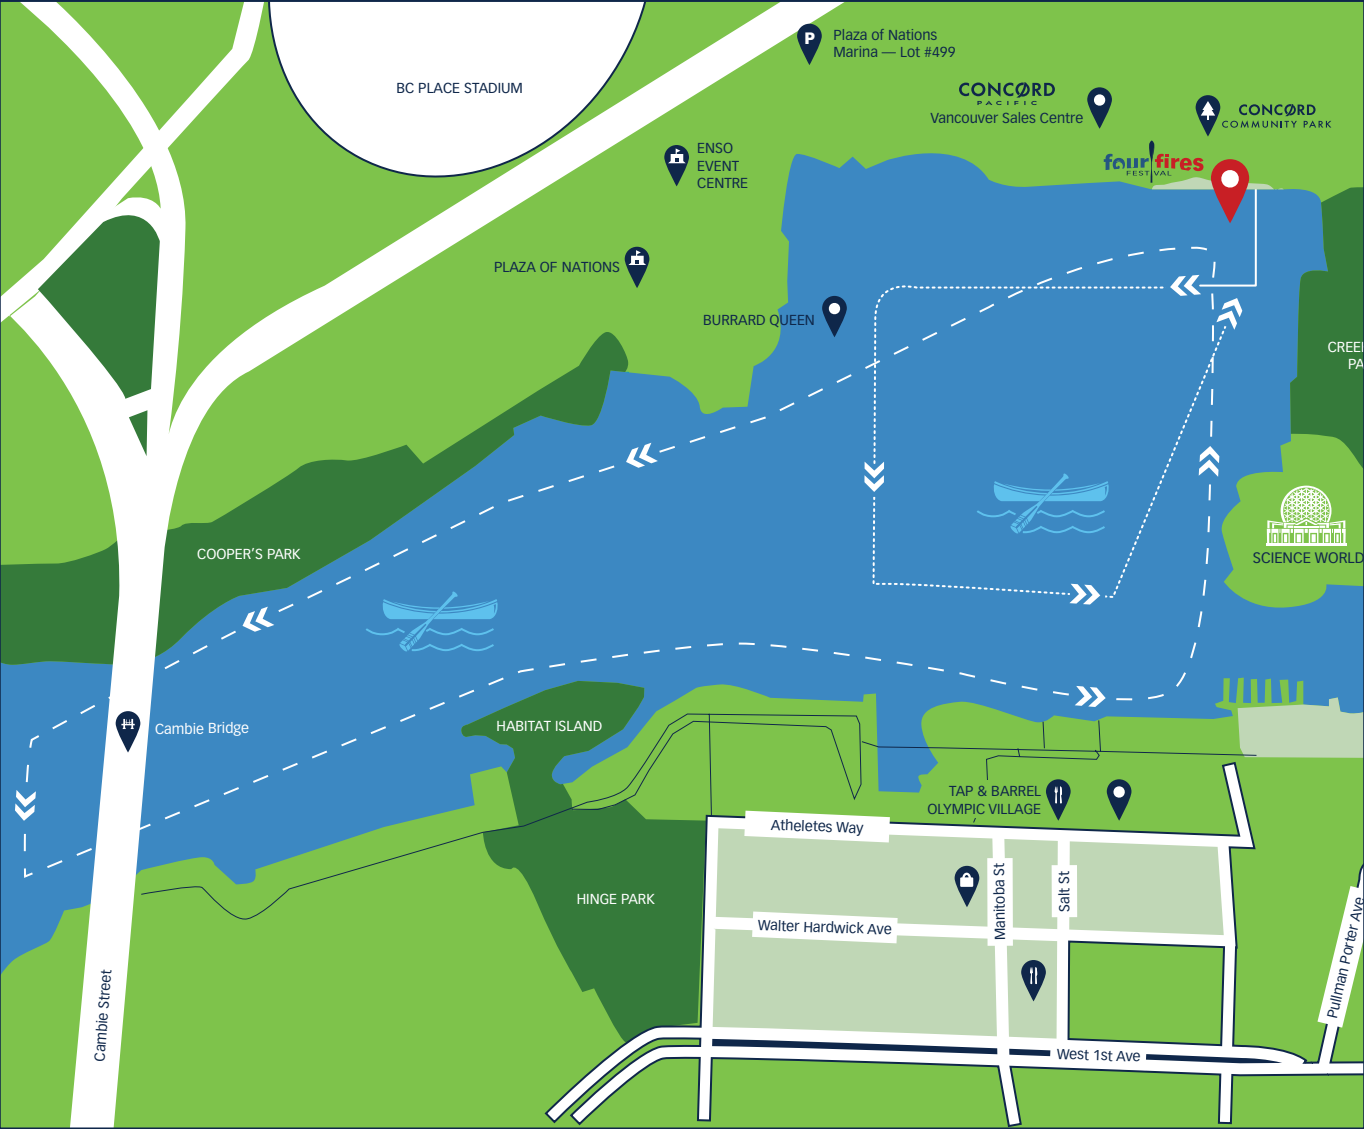 Plaza of Nations
Marina — Lot #499
BC PLACE STADIUM
CONCORD
PACIFIC
Vancouver Sales Centre
CONCORD
COMMUNITY PARK
P
ENSO
EVENT
CENTRE
four fires
FESTIVAL
PLAZA OF NATIONS
BURRARD QUEEN
CREE
PA
COOPER'S PARK
SCIENCE WORLD
Cambie Bridge
HABITAT ISLAND
TAP & BARREL
OLYMPIC VILLAGE
Atheletes Way
HINGE PARK
Manitoba St
Salt St
Walter Hardwick Ave
Pullman Porter Ave
Cambie Street
West 1st Ave